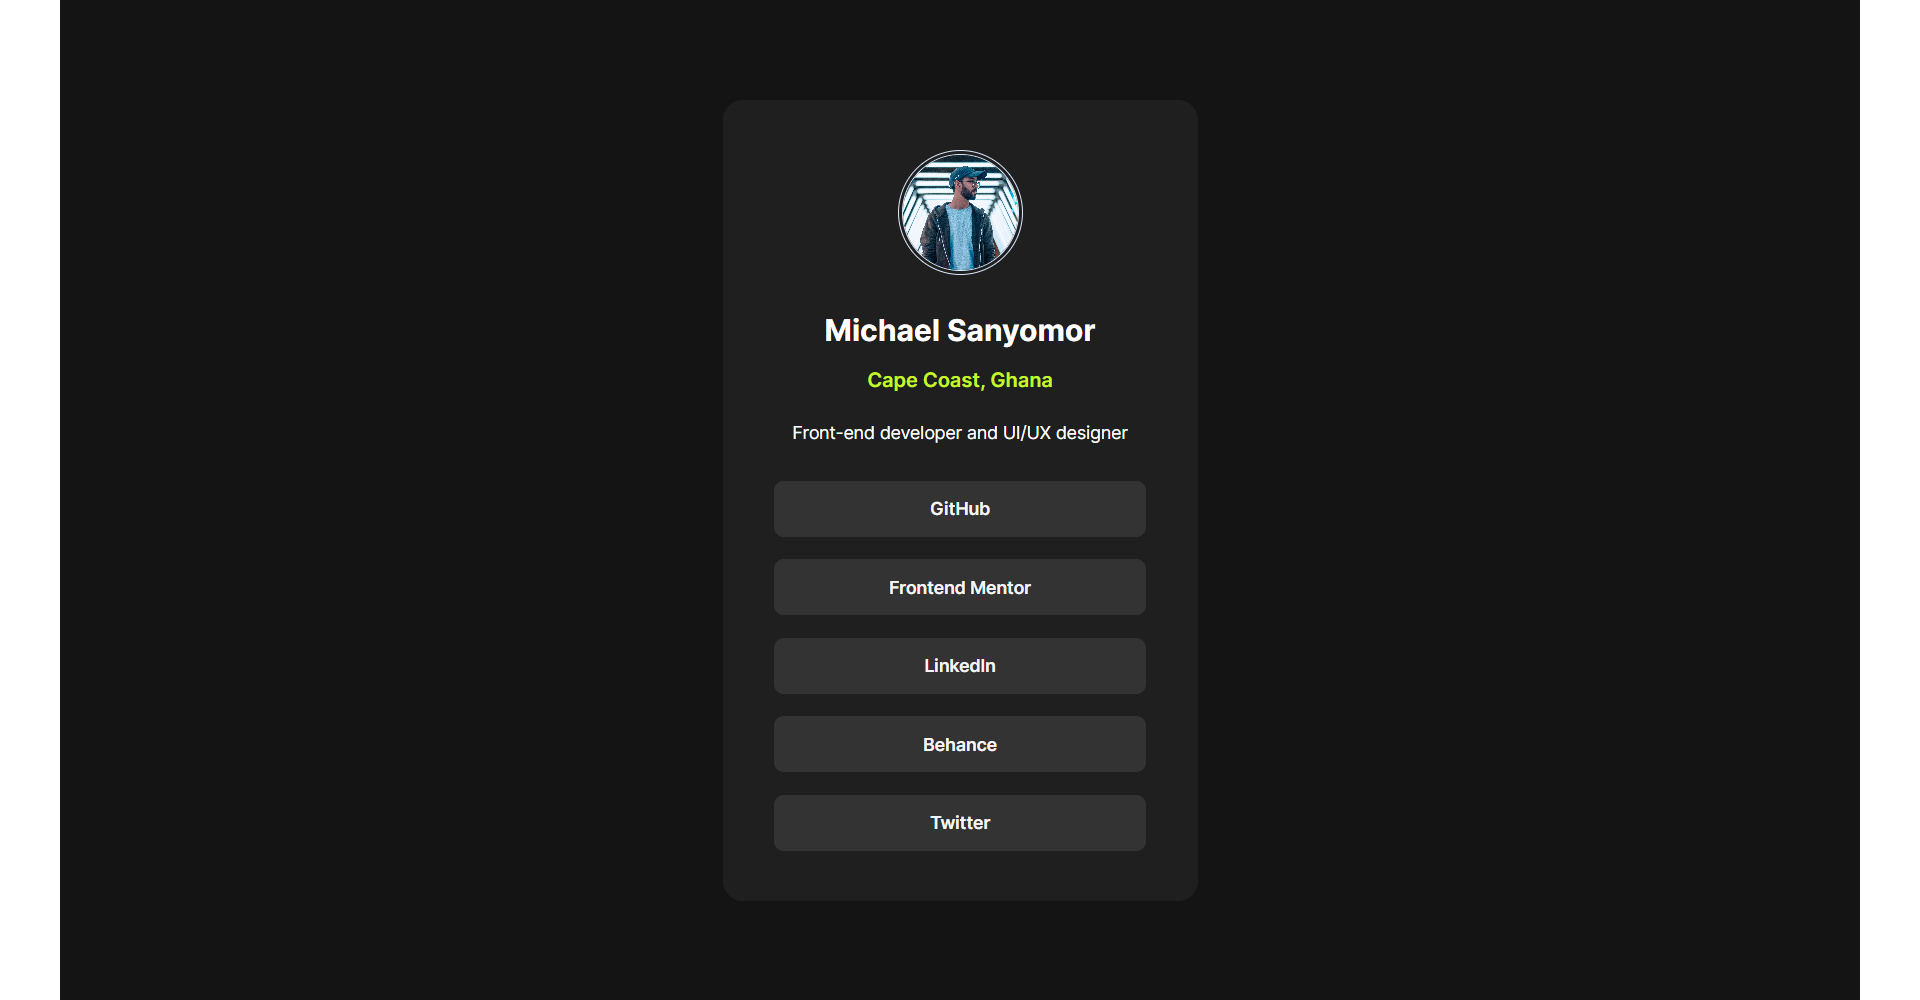 Michael Sanyomor
Cape Coast, Ghana
Front-end developer and UI/UX designer
GitHub
Frontend Mentor
LinkedIn
Behance
Twitter